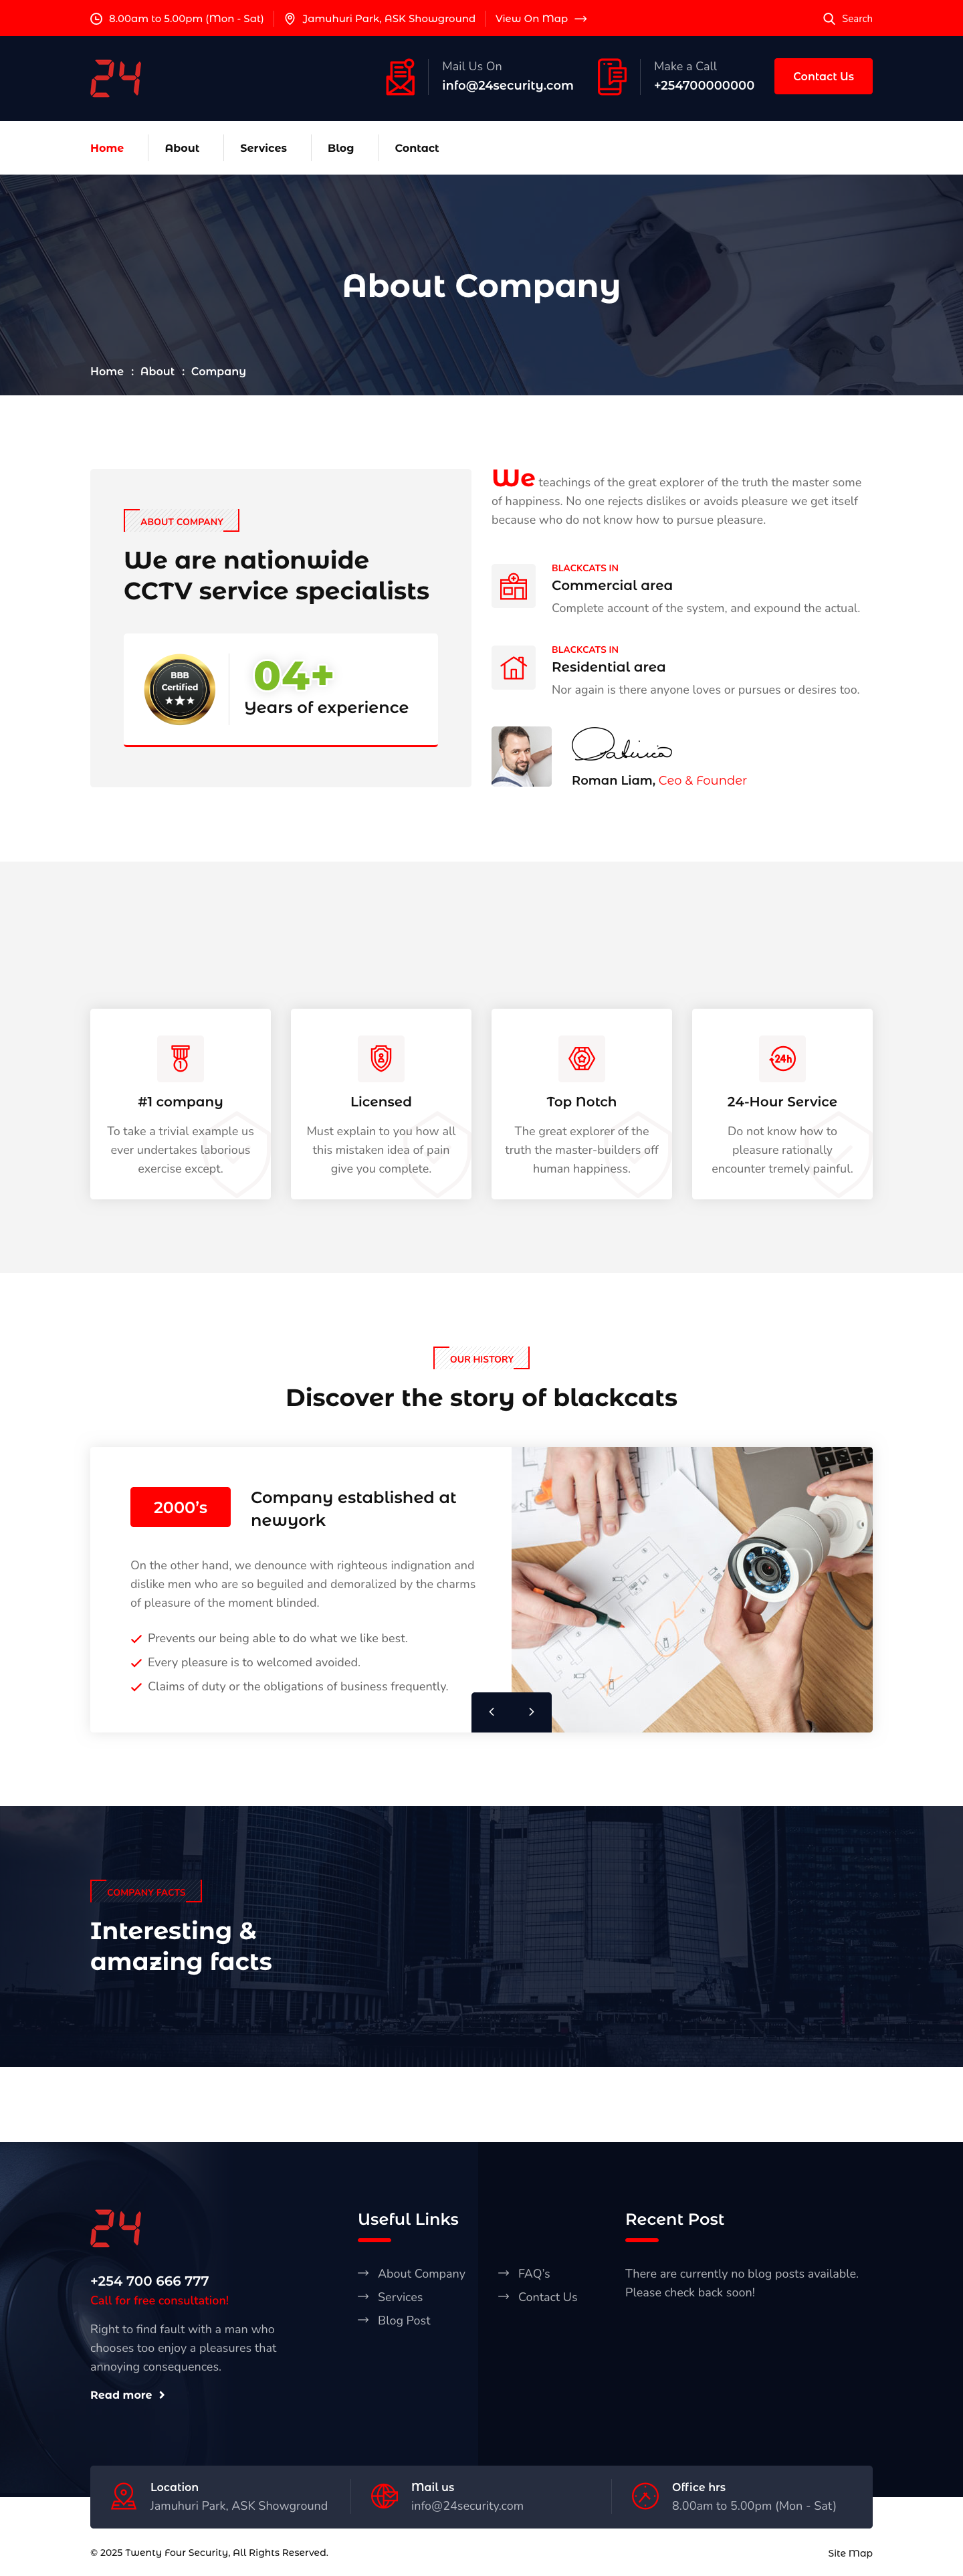 8.00am to 5.00pm (Mon - Sat)
Jamuhuri Park, ASK Showground
View On Map
Search
24
Mail Us On
info@24security.com
Make a Call
+254700000000
Contact Us
Home
About
Services
Blog
Contact
About Company
Home : About : Company
ABOUT COMPANY
We are nationwide
CCTV service specialists
BBB
Certified
04+
Years of experience
We teachings of the great explorer of the truth the master some
of happiness. No one rejects dislikes or avoids pleasure we get itself
because who do not know how to pursue pleasure.
BLACKCATS IN
Commercial area
Complete account of the system, and expound the actual.
BLACKCATS IN
Residential area
Nor again is there anyone loves or pursues or desires too.
Roman Liam, Ceo & Founder
1
#1 company
To take a trivial example us
ever undertakes laborious
exercise except.
Licensed
Must explain to you how all
this mistaken idea of pain
give you complete.
Top Notch
The great explorer of the
truth the master-builders off
human happiness.
24h
24-Hour Service
Do not know how to
pleasure rationally
encounter tremely painful.
OUR HISTORY
Discover the story of blackcats
2000's
Company established at
newyork
On the other hand, we denounce with righteous indignation and
dislike men who are so beguiled and demoralized by the charms
of pleasure of the moment blinded.
Prevents our being able to do what we like best.
Every pleasure is to welcomed avoided.
Claims of duty or the obligations of business frequently.
COMPANY FACTS
Interesting &
amazing facts
24
+254 700 666 777
Call for free consultation!
Right to find fault with a man who
chooses too enjoy a pleasures that
annoying consequences.
Read more
Useful Links
About Company
Services
Blog Post
FAQ's
Contact Us
Recent Post
There are currently no blog posts available.
Please check back soon!
Location
Jamuhuri Park, ASK Showground
Mail us
info@24security.com
Office hrs
8.00am to 5.00pm (Mon - Sat)
© 2025 Twenty Four Security, All Rights Reserved.
Site Map